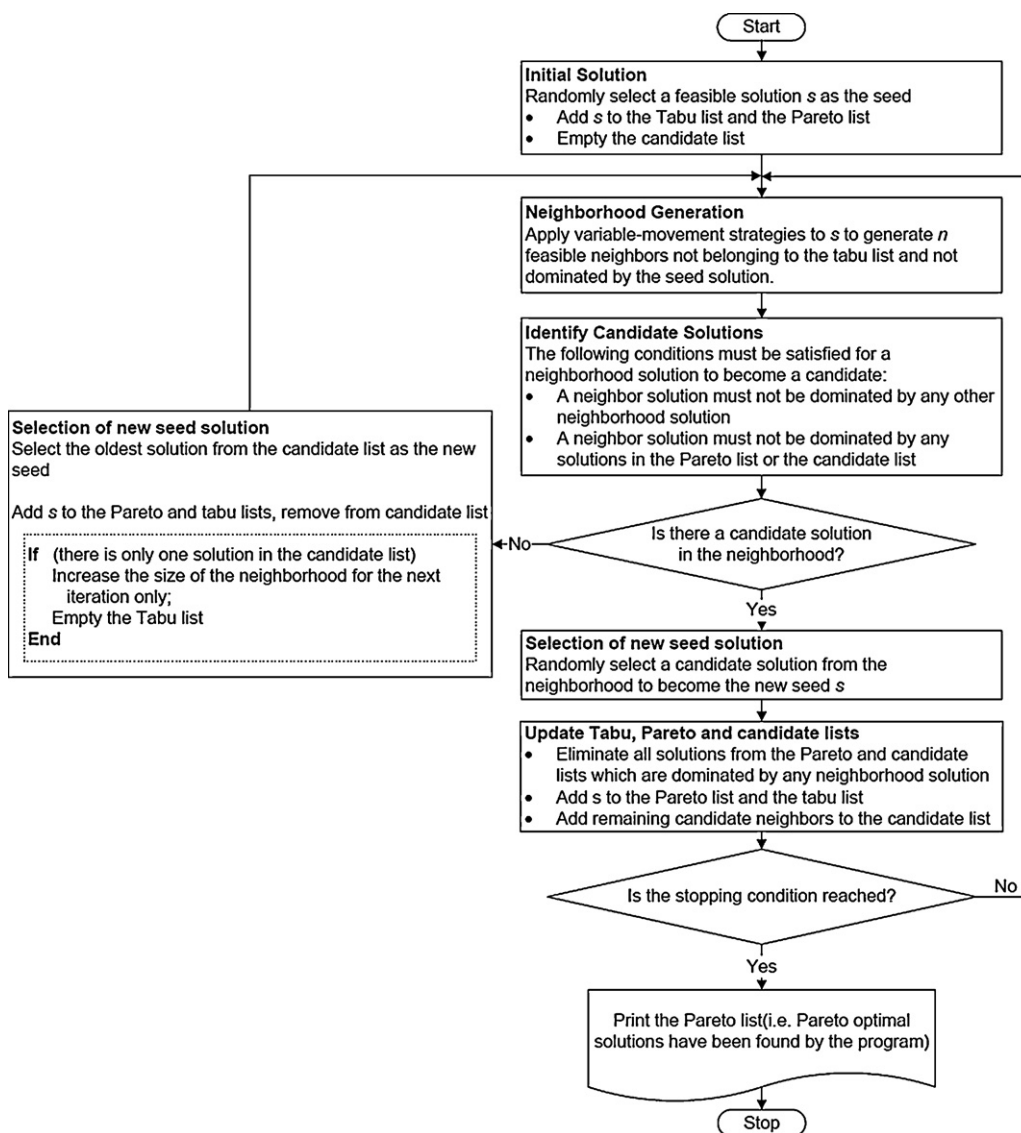 Start
Initial Solution
Randomly select a feasible solution s as the seed
• Add s to the Tabu list and the Pareto list
• Empty the candidate list
Neighborhood Generation
Apply variable-movement strategies to s to generate n
feasible neighbors not belonging to the tabu list and not
dominated by the seed solution.
Identify Candidate Solutions
The following conditions must be satisfied for a
neighborhood solution to become a candidate:
• A neighbor solution must not be dominated by any other
neighborhood solution
• A neighbor solution must not be dominated by any
solutions in the Pareto list or the candidate list
Is there a candidate solution
in the neighborhood?
No
Selection of new seed solution
Select the oldest solution from the candidate list as the new
seed
Add s to the Pareto and tabu lists, remove from candidate list
If (there is only one solution in the candidate list)
Increase the size of the neighborhood for the next
iteration only;
Empty the Tabu list
End
Yes
Selection of new seed solution
Randomly select a candidate solution from the
neighborhood to become the new seed s
Update Tabu, Pareto and candidate lists
• Eliminate all solutions from the Pareto and candidate
lists which are dominated by any neighborhood solution
• Add s to the Pareto list and the tabu list
• Add remaining candidate neighbors to the candidate list
Is the stopping condition reached?
No
Yes
Print the Pareto list(i.e. Pareto optimal
solutions have been found by the program)
Stop